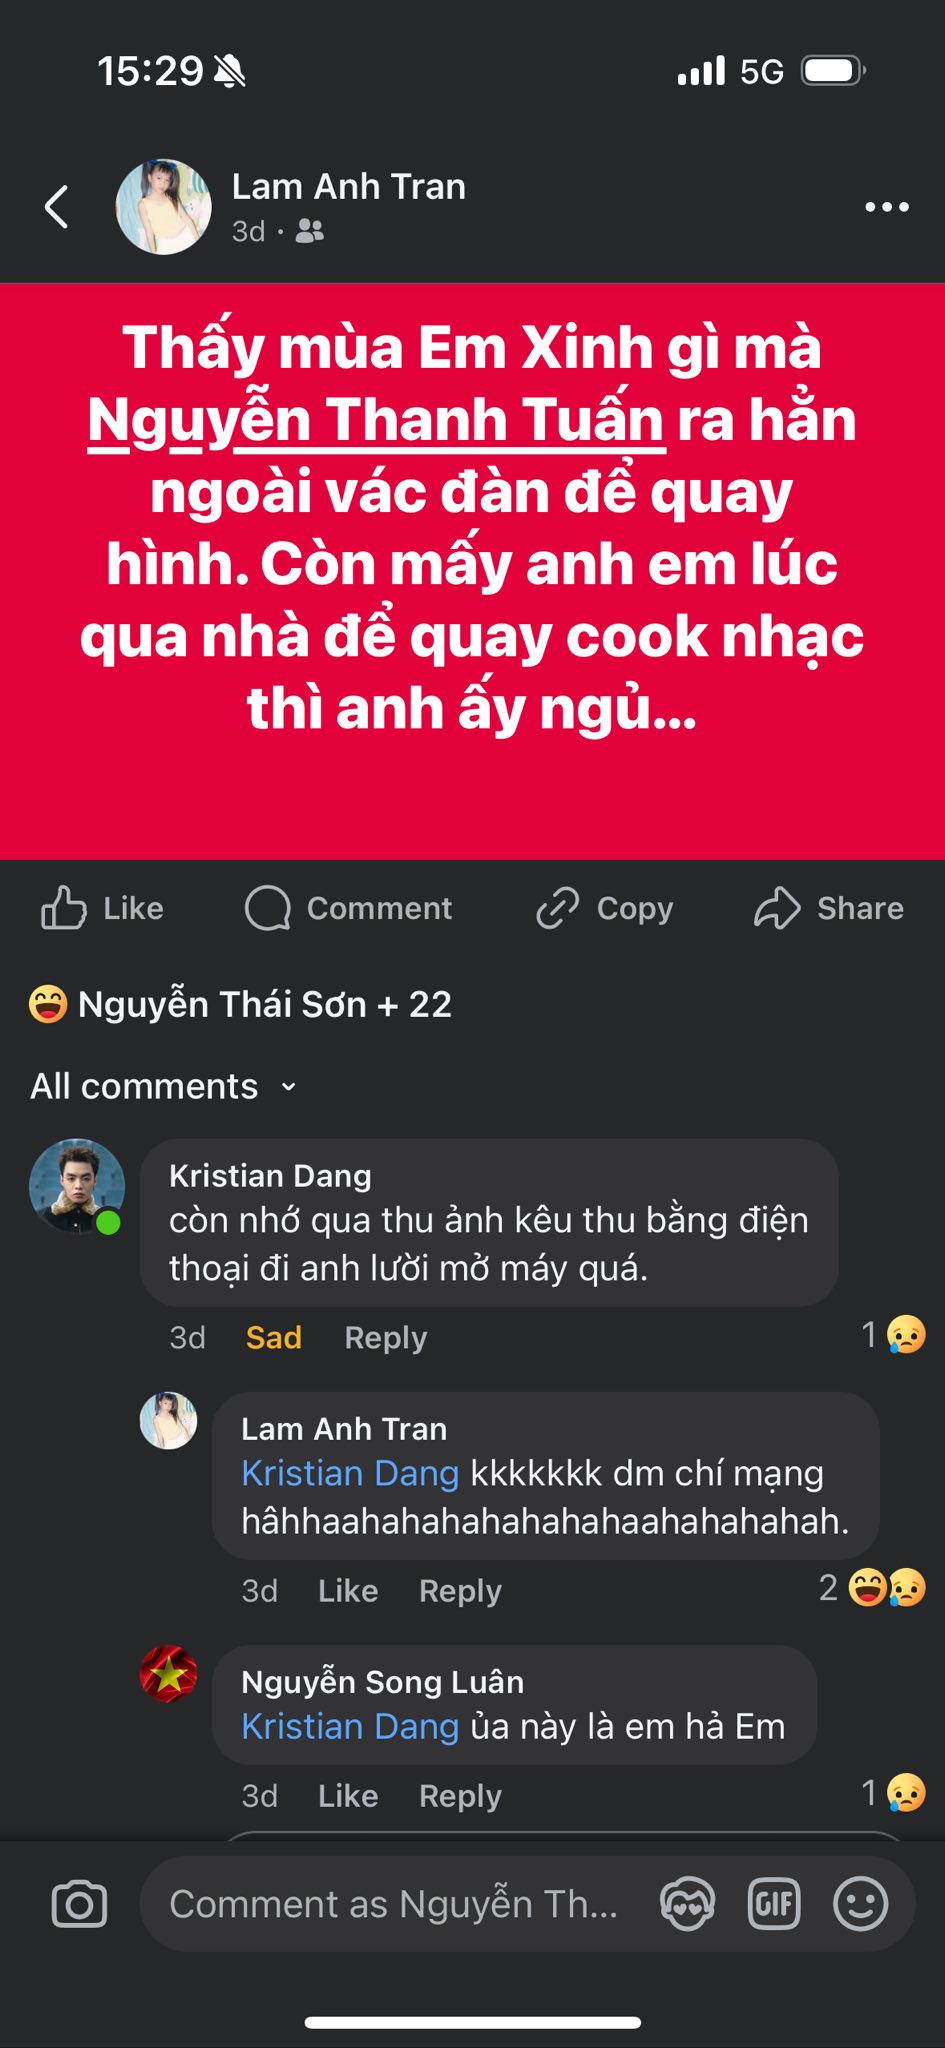 15:29
5G
Lam Anh Tran
3d ·
Thấy mùa Em Xinh gì mà
Nguyễn Thanh Tuấn ra hẳn
ngoài vác đàn để quay
hình. Còn mấy anh em lúc
qua nhà để quay cook nhạc
thì anh ấy ngủ...
Like
Comment
Copy
Share
Nguyễn Thái Sơn + 22
All comments
Kristian Dang
còn nhớ qua thu ảnh kêu thu bằng điện
thoại đi anh lười mở máy quá.
3d Sad Reply 1
Lam Anh Tran
Kristian Dang kkkkkkk dm chí mạng
hâhhaahahahahahahahaahahahahah.
3d Like Reply 2
Nguyễn Song Luân
Kristian Dang ủa này là em hả Em
3d Like Reply 1
Comment as Nguyễn Th...
GIF